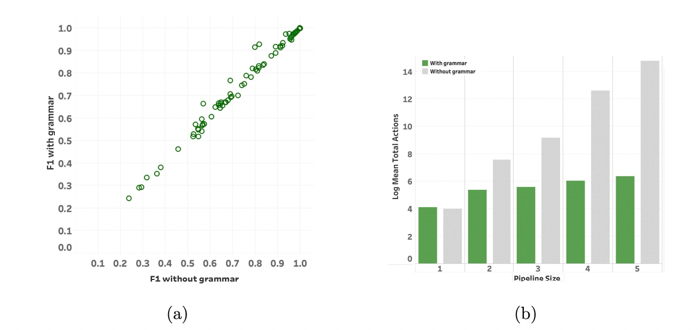 F1 with grammar
1.0
0.9
0.8
0.7
0.6
0.5
0.4
0.3
0.2
0.1
0.0
0.1 0.2 0.3 0.4 0.5 0.6 0.7 0.8 0.9 1.0
F1 without grammar
(a)
With grammar
Without grammar
Log Mean Total Actions
14
12
10
8
6
4
2
0
1 2 3 4 5
Pipeline Size
(b)